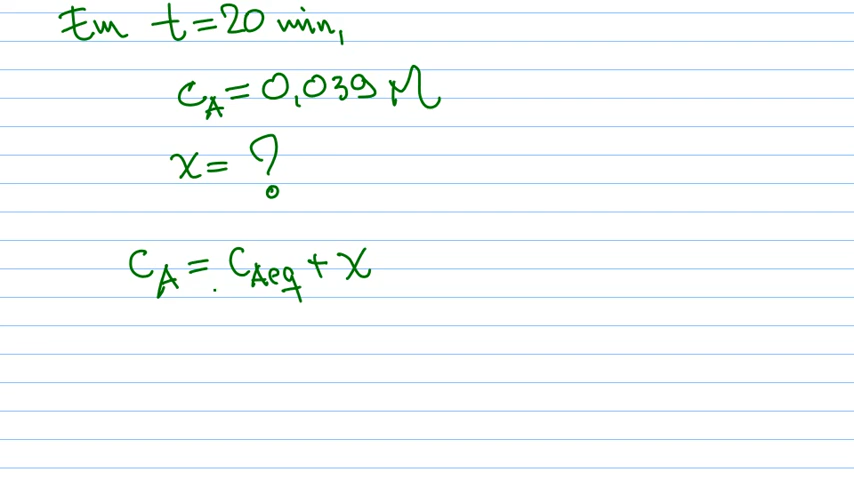 Em t = 20 min,
C_A = 0,039 M
x = ?
C_A = C_Aeq + x